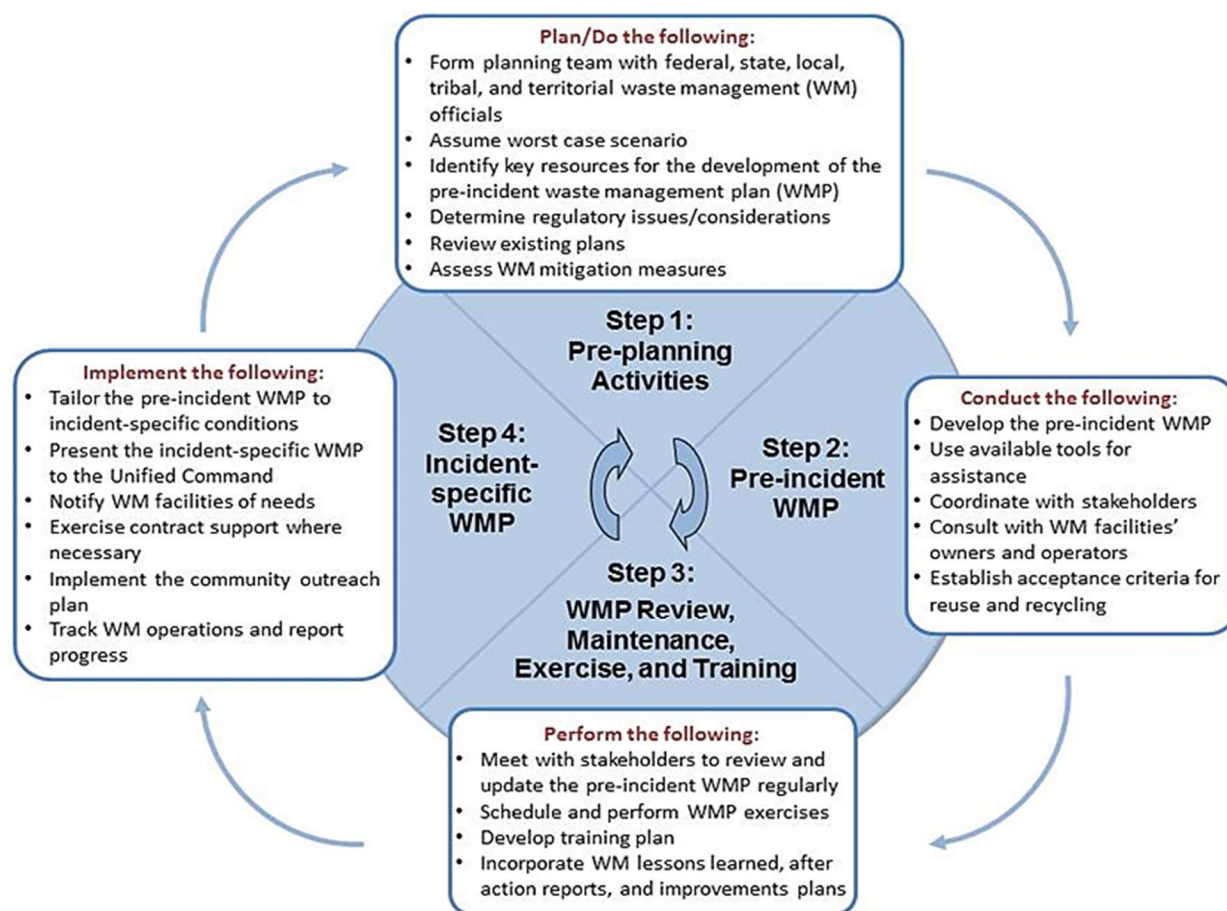 Plan/Do the following:
• Form planning team with federal, state, local,
tribal, and territorial waste management (WM)
officials
• Assume worst case scenario
• Identify key resources for the development of the
pre-incident waste management plan (WMP)
• Determine regulatory issues/considerations
• Review existing plans
• Assess WM mitigation measures
Step 1:
Pre-planning
Activities
Conduct the following:
• Develop the pre-incident WMP
• Use available tools for
assistance
• Coordinate with stakeholders
• Consult with WM facilities’
owners and operators
• Establish acceptance criteria for
reuse and recycling
Step 2:
Pre-incident
WMP
Step 3:
WMP Review,
Maintenance,
Exercise, and Training
Perform the following:
• Meet with stakeholders to review and
update the pre-incident WMP regularly
• Schedule and perform WMP exercises
• Develop training plan
• Incorporate WM lessons learned, after
action reports, and improvements plans
Step 4:
Incident-
specific
WMP
Implement the following:
• Tailor the pre-incident WMP to
incident-specific conditions
• Present the incident-specific WMP
to the Unified Command
• Notify WM facilities of needs
• Exercise contract support where
necessary
• Implement the community outreach
plan
• Track WM operations and report
progress